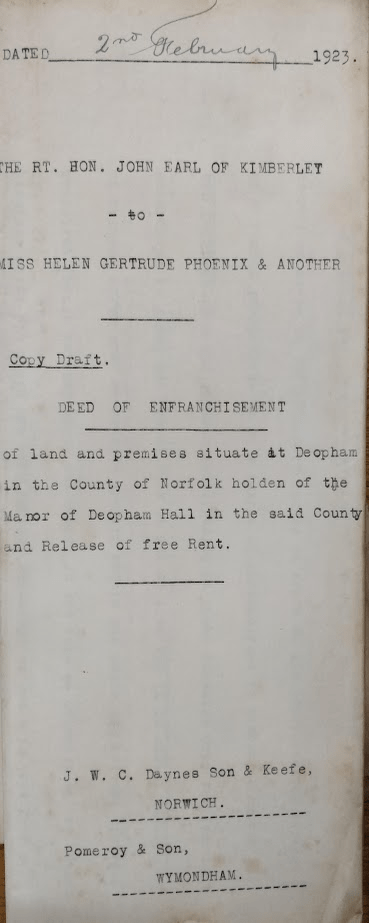 DATED 2nd February 1923.
THE RT. HON. JOHN EARL OF KIMBERLEY
- to -
MISS HELEN GERTRUDE PHOENIX & ANOTHER
Copy Draft.
DEED OF ENFRANCHISEMENT
of land and premises situate at Deopham
in the County of Norfolk holden of the
Manor of Deopham Hall in the said County
and Release of free Rent.
J. W. C. Daynes Son & Keefe,
NORWICH.
Pomeroy & Son,
WYMONDHAM.